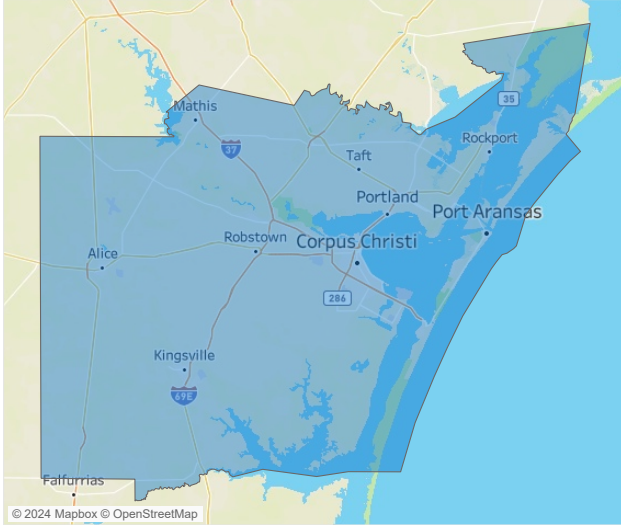 35
Mathis
37
Rockport
Taft
Portland
Port Aransas
Robstown
Corpus Christi
Alice
286
Kingsville
69E
Falfurrias
© 2024 Mapbox © OpenStreetMap